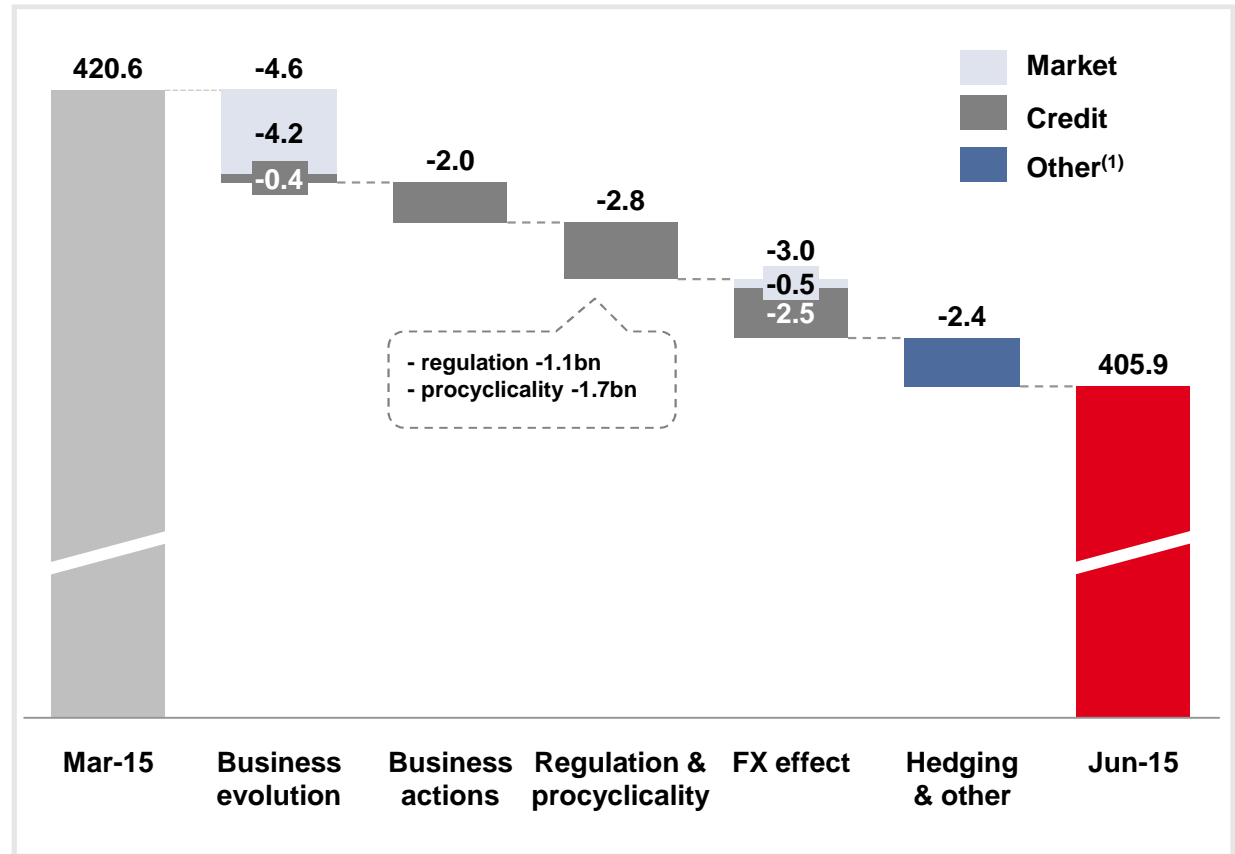 420.6
-4.6
-4.2
-0.4
-2.0
-2.8
-3.0
-0.5
-2.5
-2.4
405.9
Market
Credit
Other(1)
- regulation -1.1bn
- procyclicality -1.7bn
Mar-15
Business
evolution
Business
actions
Regulation &
procyclicality
FX effect
Hedging
& other
Jun-15